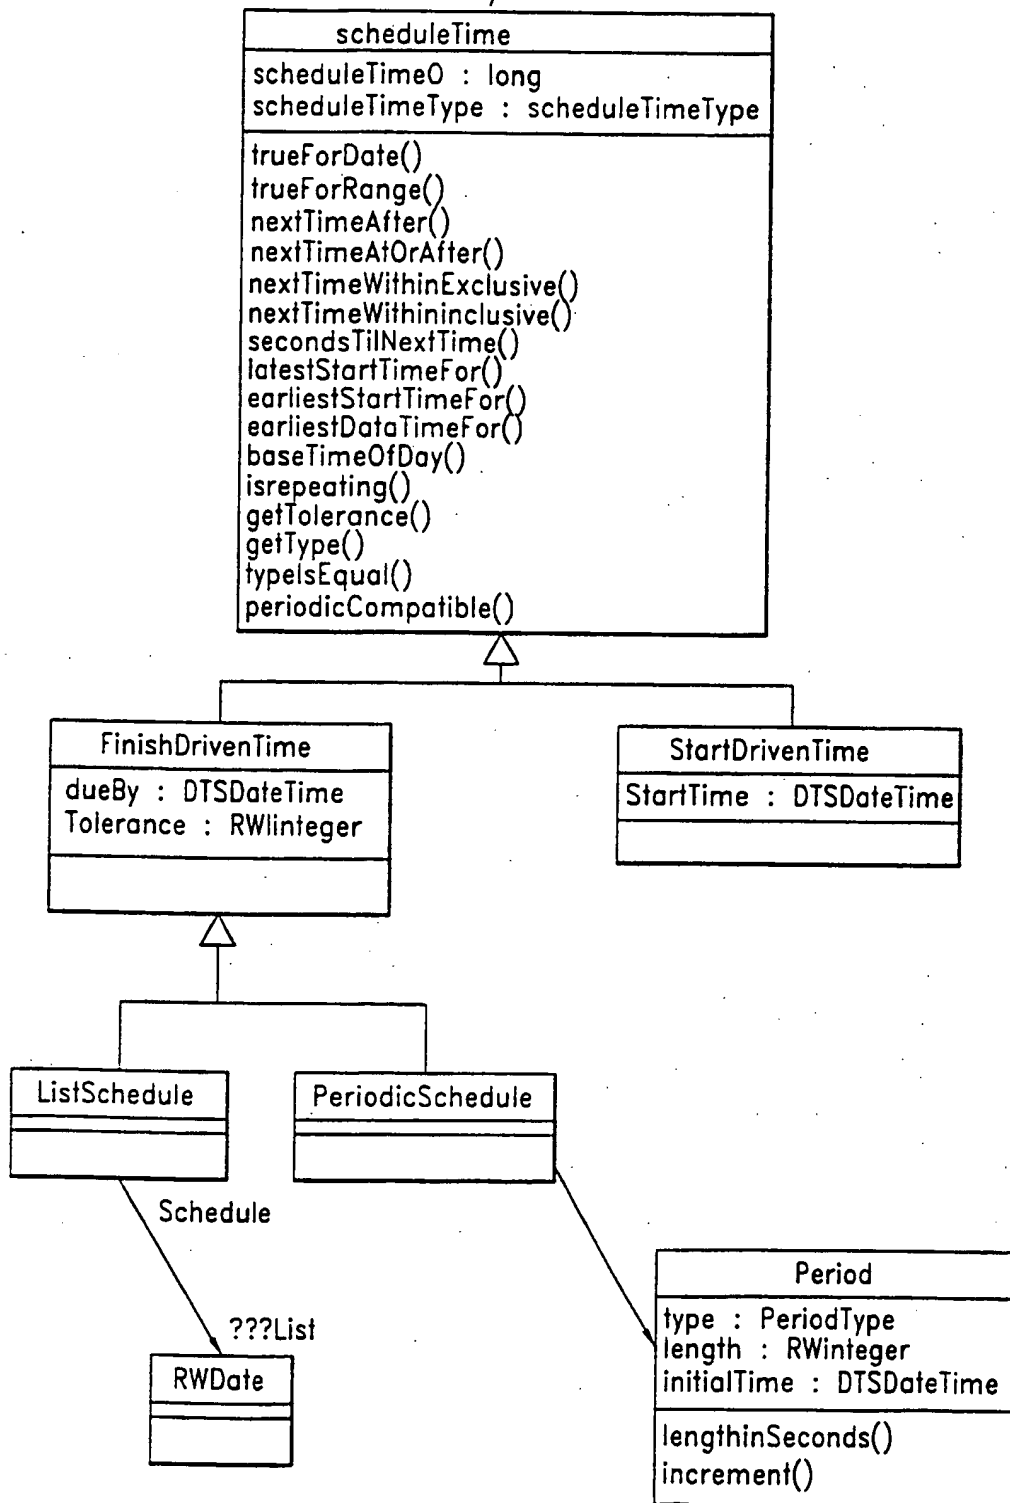 scheduleTime
scheduleTimeO : long
scheduleTimeType : scheduleTimeType
trueForDate()
trueForRange()
nextTimeAfter()
nextTimeAtOrAfter()
nextTimeWithinExclusive()
nextTimeWithininclusive()
secondsTilNextTime()
latestStartTimeFor()
earliestStartTimeFor()
earliestDataTimeFor()
baseTimeOfDay()
isrepeating()
getTolerance()
getType()
typeIsEqual()
periodicCompatible()
FinishDrivenTime
dueBy : DTSDateTime
Tolerance : RWIinteger
StartDrivenTime
StartTime : DTSDateTime
ListSchedule
PeriodicSchedule
Schedule
???List
RWDate
Period
type : PeriodType
length : RWinteger
initialTime : DTSDateTime
lengthinSeconds()
increment()